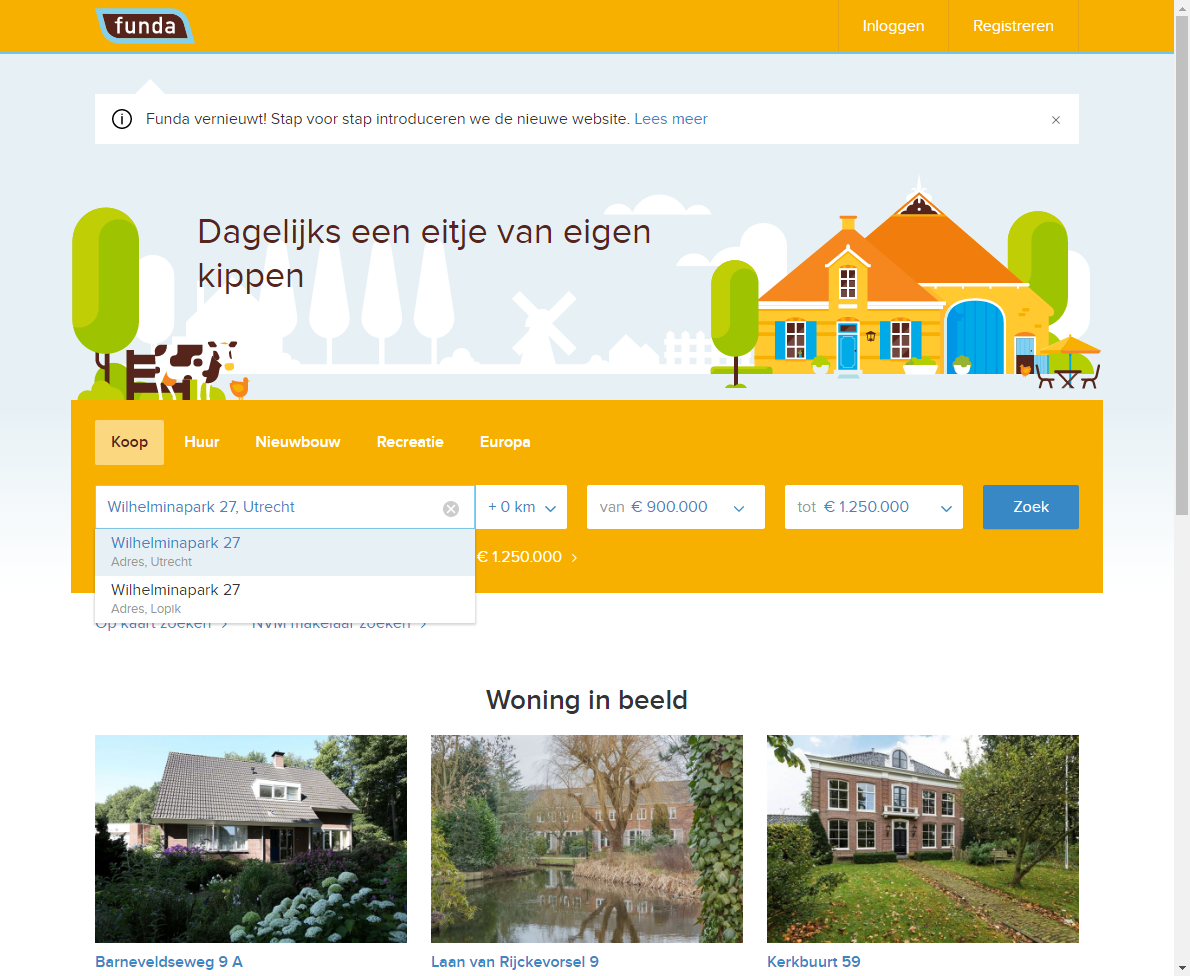 funda
Inloggen
Registreren
Funda vernieuwt! Stap voor stap introduceren we de nieuwe website. Lees meer
Dagelijks een eitje van eigen
kippen
Koop
Huur
Nieuwbouw
Recreatie
Europa
Wilhelminapark 27, Utrecht
+ 0 km
van € 900.000
tot € 1.250.000
Zoek
Wilhelminapark 27
Adres, Utrecht
€ 1.250.000
Wilhelminapark 27
Adres, Lopik
Op kaart zoeken
NVM makelaar zoeken
Woning in beeld
Barneveldseweg 9 A
Laan van Rijckevorsel 9
Kerkbuurt 59